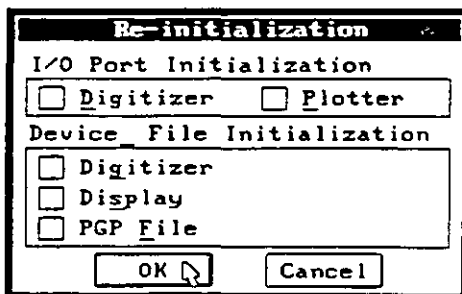 Re-initialization
I/O Port Initialization
Digitizer Plotter
Device File Initialization
Digitizer
Display
PGP File
OK Cancel